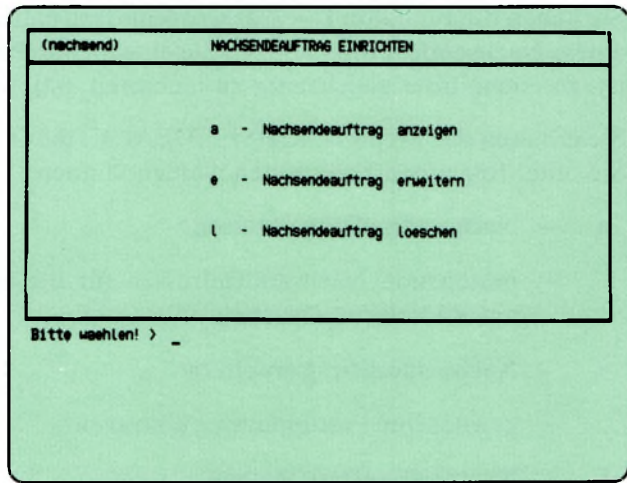 (nachsend) NACHSENDEAUFTRAG EINRICHTEN
a - Nachsendeauftrag anzeigen
e - Nachsendeauftrag erweitern
l - Nachsendeauftrag loeschen
Bitte waehlen! > _